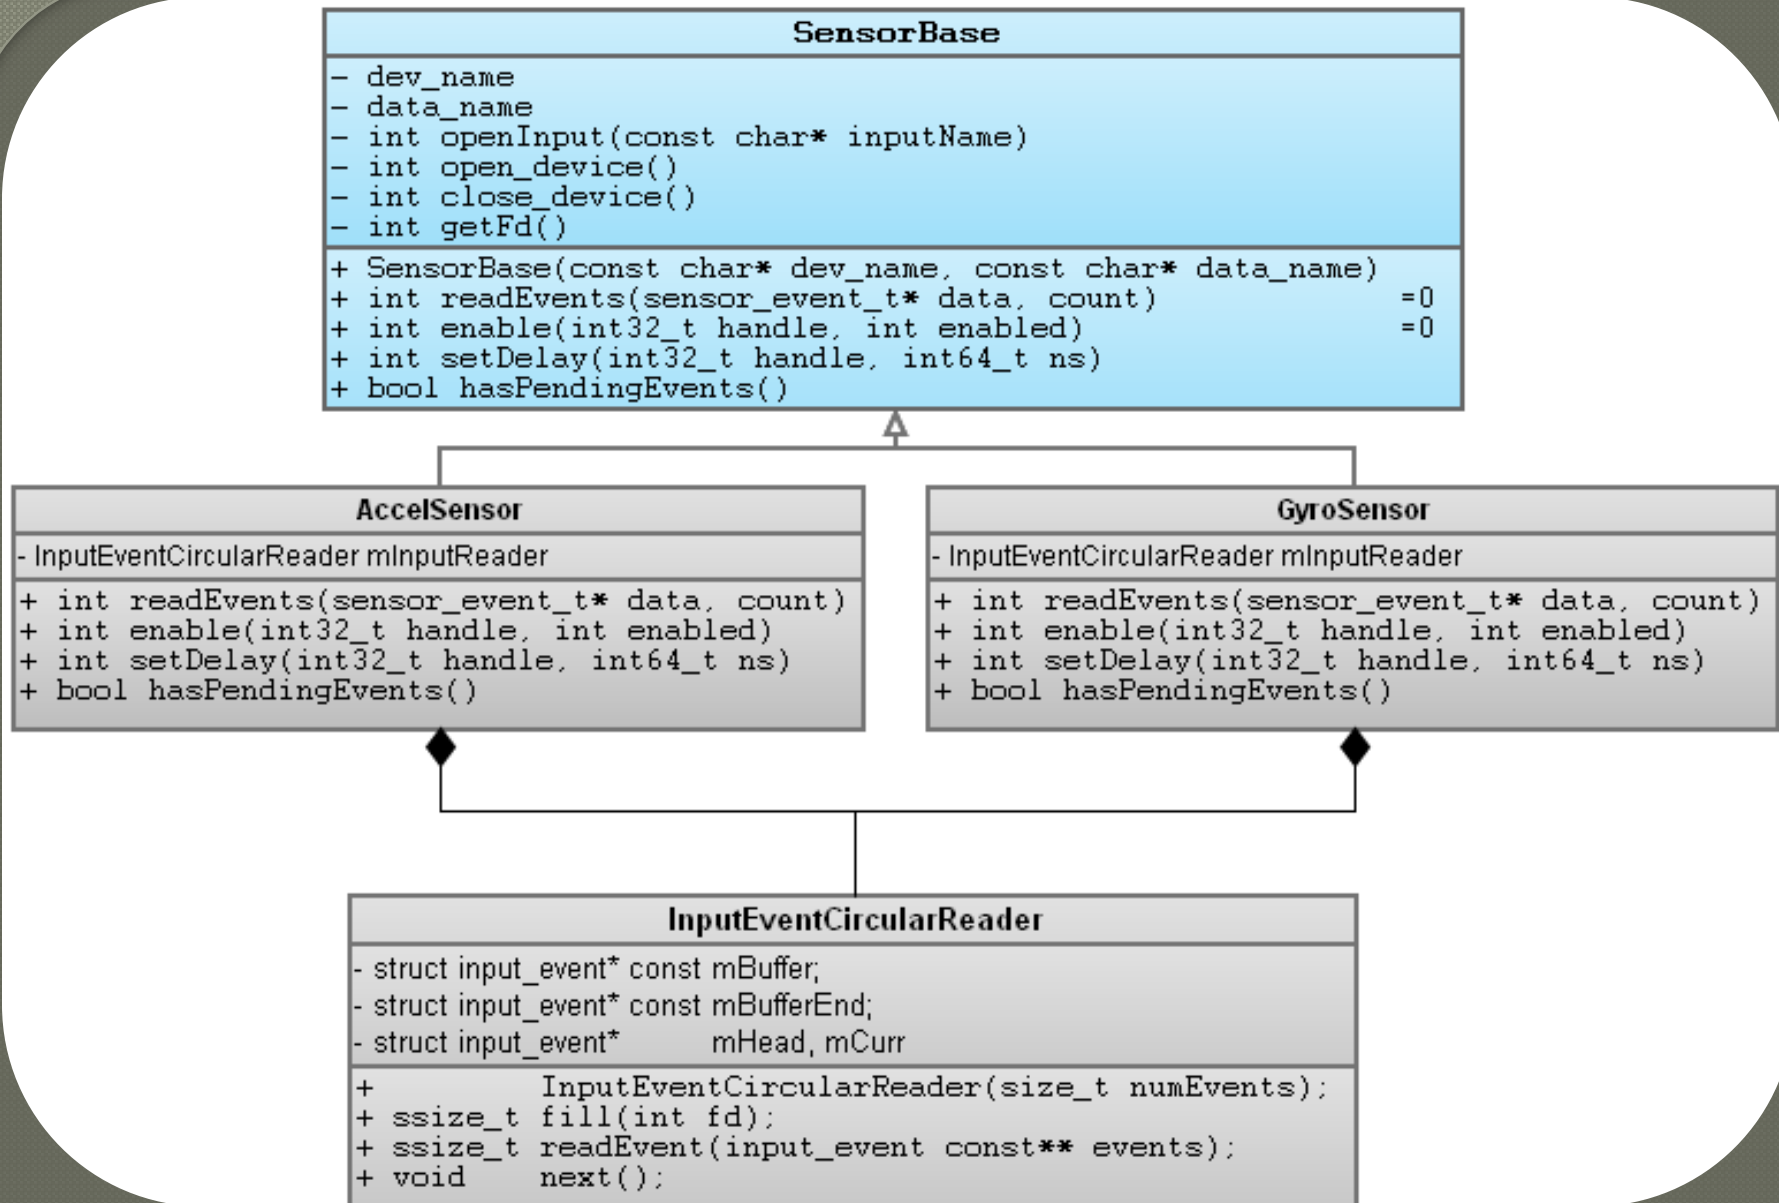 SensorBase
- dev_name
- data_name
- int openInput(const char* inputName)
- int open_device()
- int close_device()
- int getFd()
+ SensorBase(const char* dev_name, const char* data_name)
+ int readEvents(sensor_event_t* data, count) =0
+ int enable(int32_t handle, int enabled) =0
+ int setDelay(int32_t handle, int64_t ns)
+ bool hasPendingEvents()
AccelSensor
- InputEventCircularReader mInputReader
+ int readEvents(sensor_event_t* data, count)
+ int enable(int32_t handle, int enabled)
+ int setDelay(int32_t handle, int64_t ns)
+ bool hasPendingEvents()
GyroSensor
- InputEventCircularReader mInputReader
+ int readEvents(sensor_event_t* data, count)
+ int enable(int32_t handle, int enabled)
+ int setDelay(int32_t handle, int64_t ns)
+ bool hasPendingEvents()
InputEventCircularReader
- struct input_event* const mBuffer;
- struct input_event* const mBufferEnd;
- struct input_event* mHead, mCurr
+ InputEventCircularReader(size_t numEvents);
+ ssize_t fill(int fd);
+ ssize_t readEvent(input_event const** events);
+ void next();